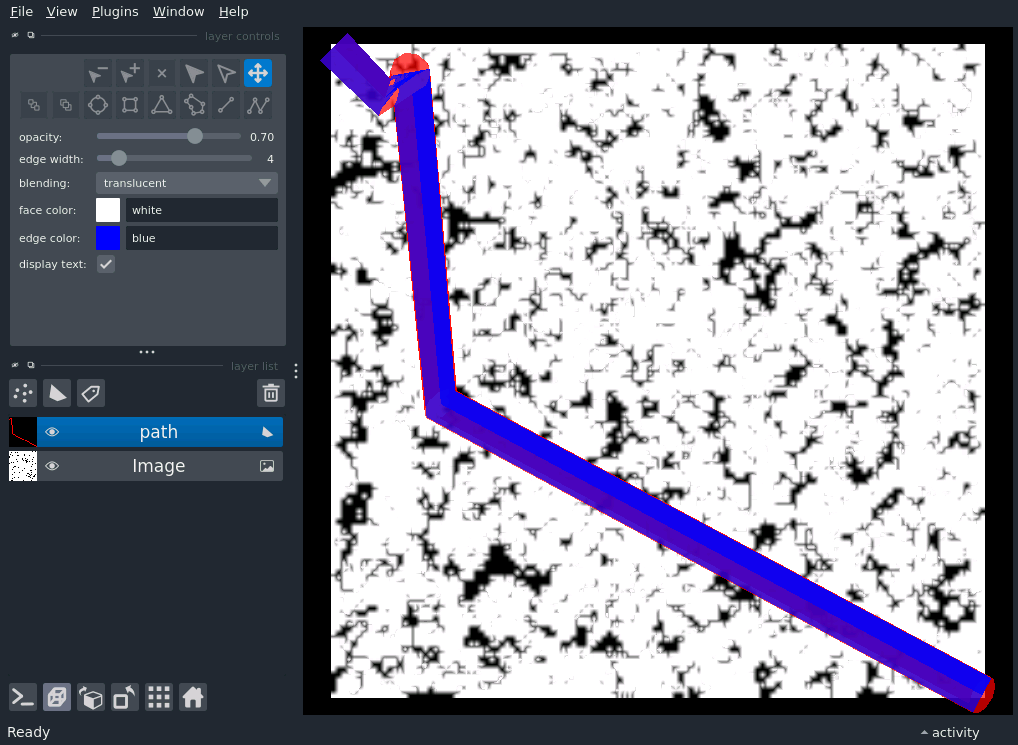 File View Plugins Window Help
layer controls
opacity: 0.70
edge width: 4
blending: translucent
face color: white
edge color: blue
display text:
layer list
path
Image
Ready activity